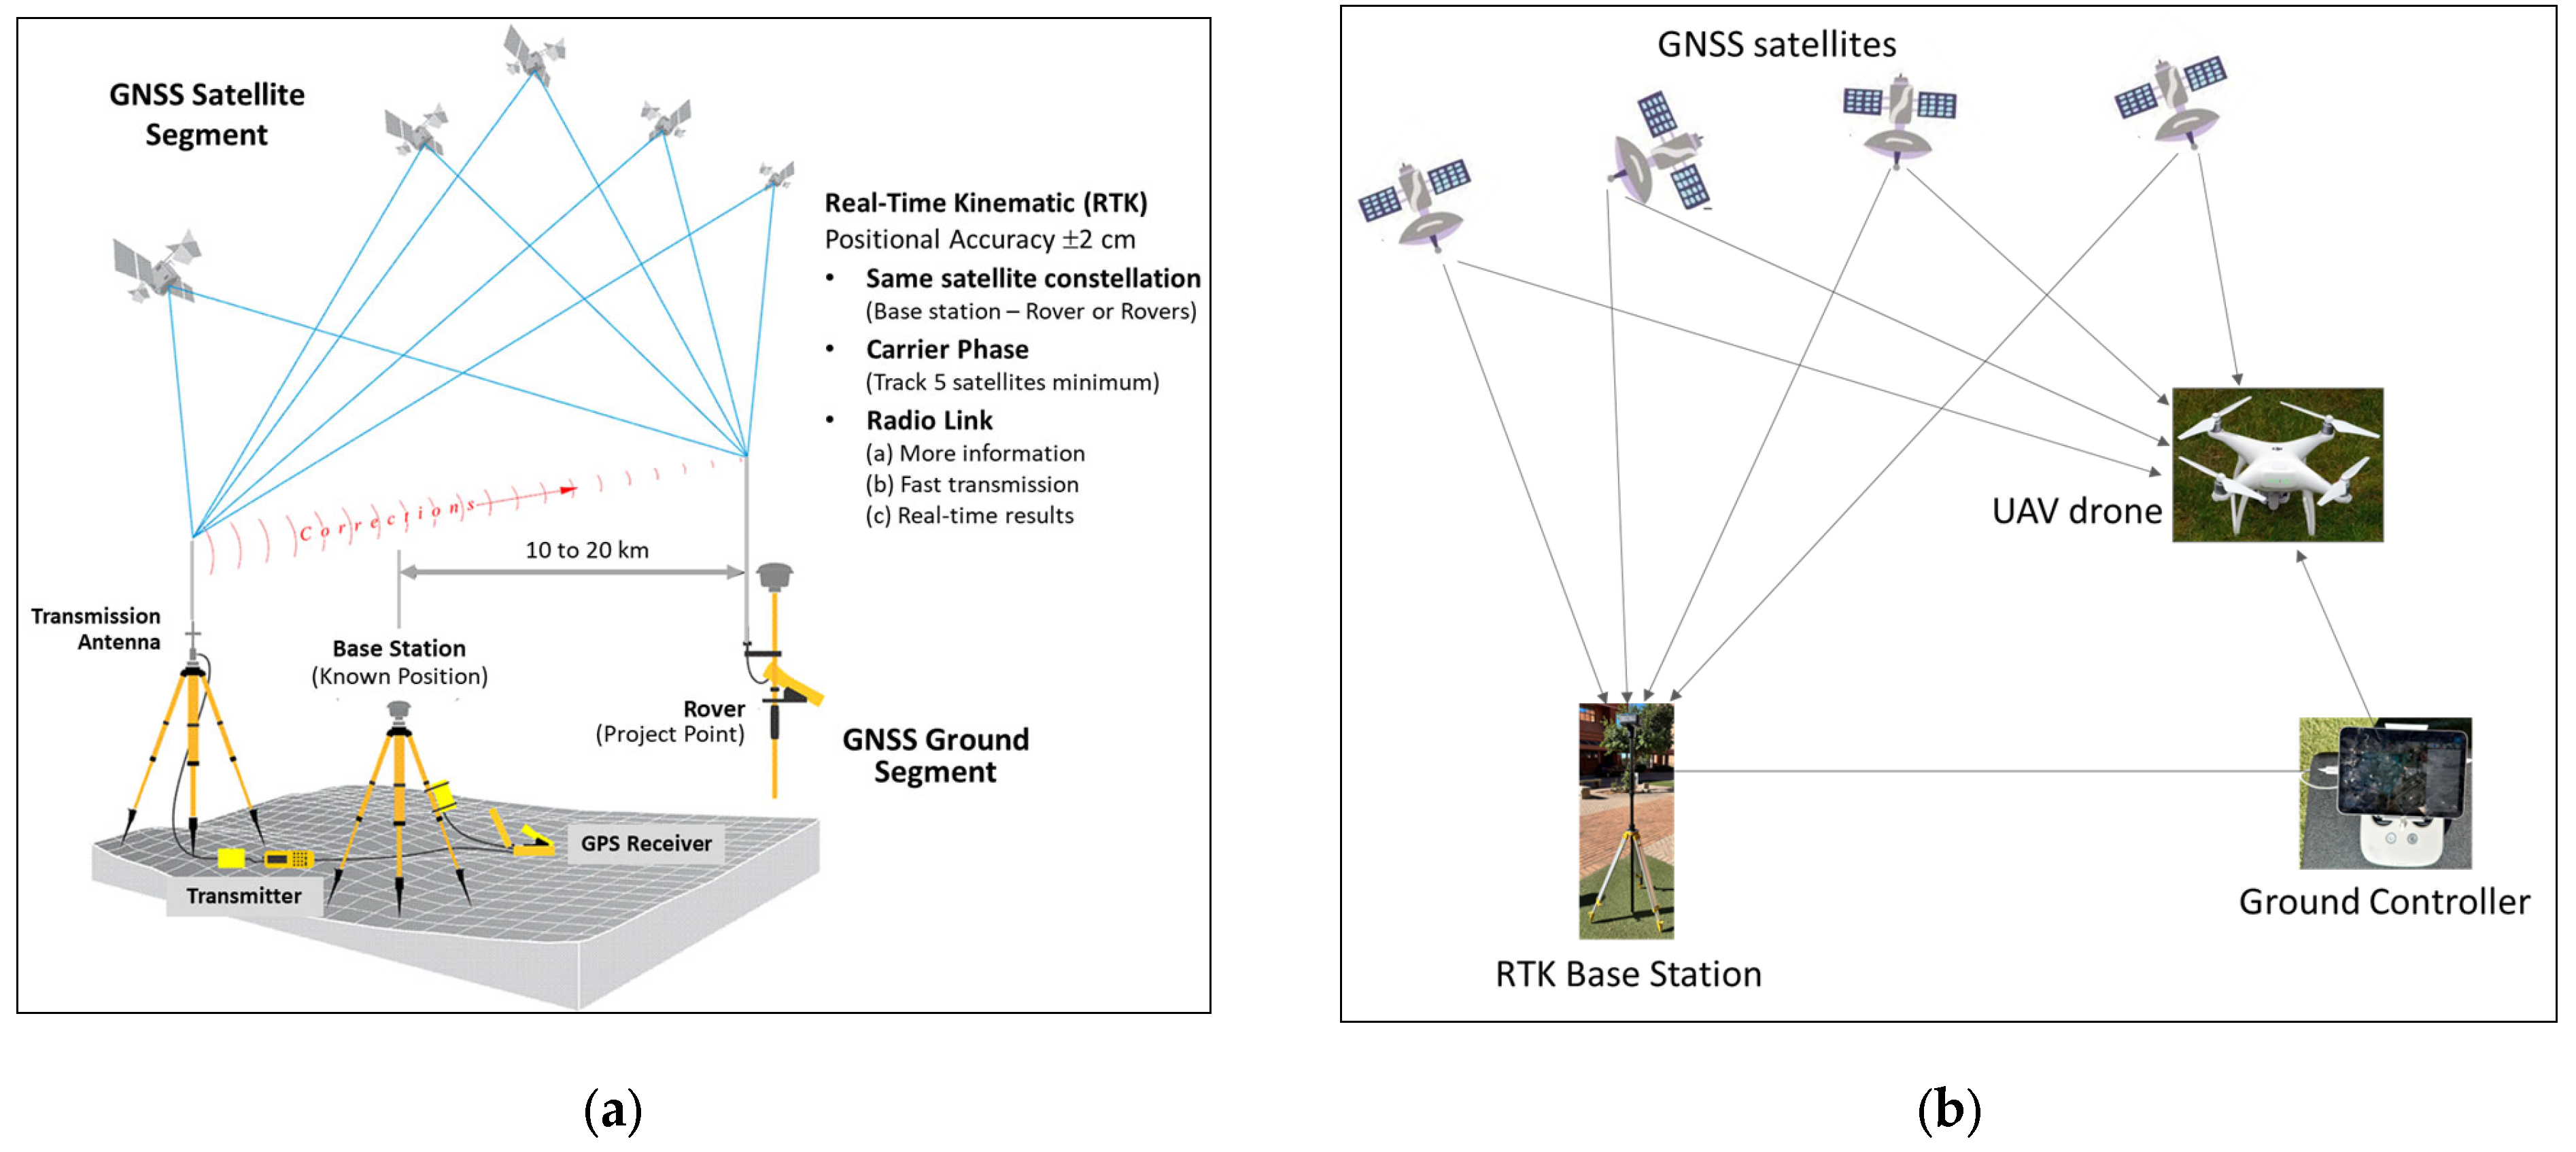 GNSS Satellite
Segment
Real-Time Kinematic (RTK)
Positional Accuracy ±2 cm
• Same satellite constellation
(Base station – Rover or Rovers)
• Carrier Phase
(Track 5 satellites minimum)
• Radio Link
(a) More information
(b) Fast transmission
(c) Real-time results
Corrections
10 to 20 km
Transmission
Antenna
Base Station
(Known Position)
Rover
(Project Point)
GNSS Ground
Segment
GPS Receiver
Transmitter
(a)
GNSS satellites
UAV drone
Ground Controller
RTK Base Station
(b)